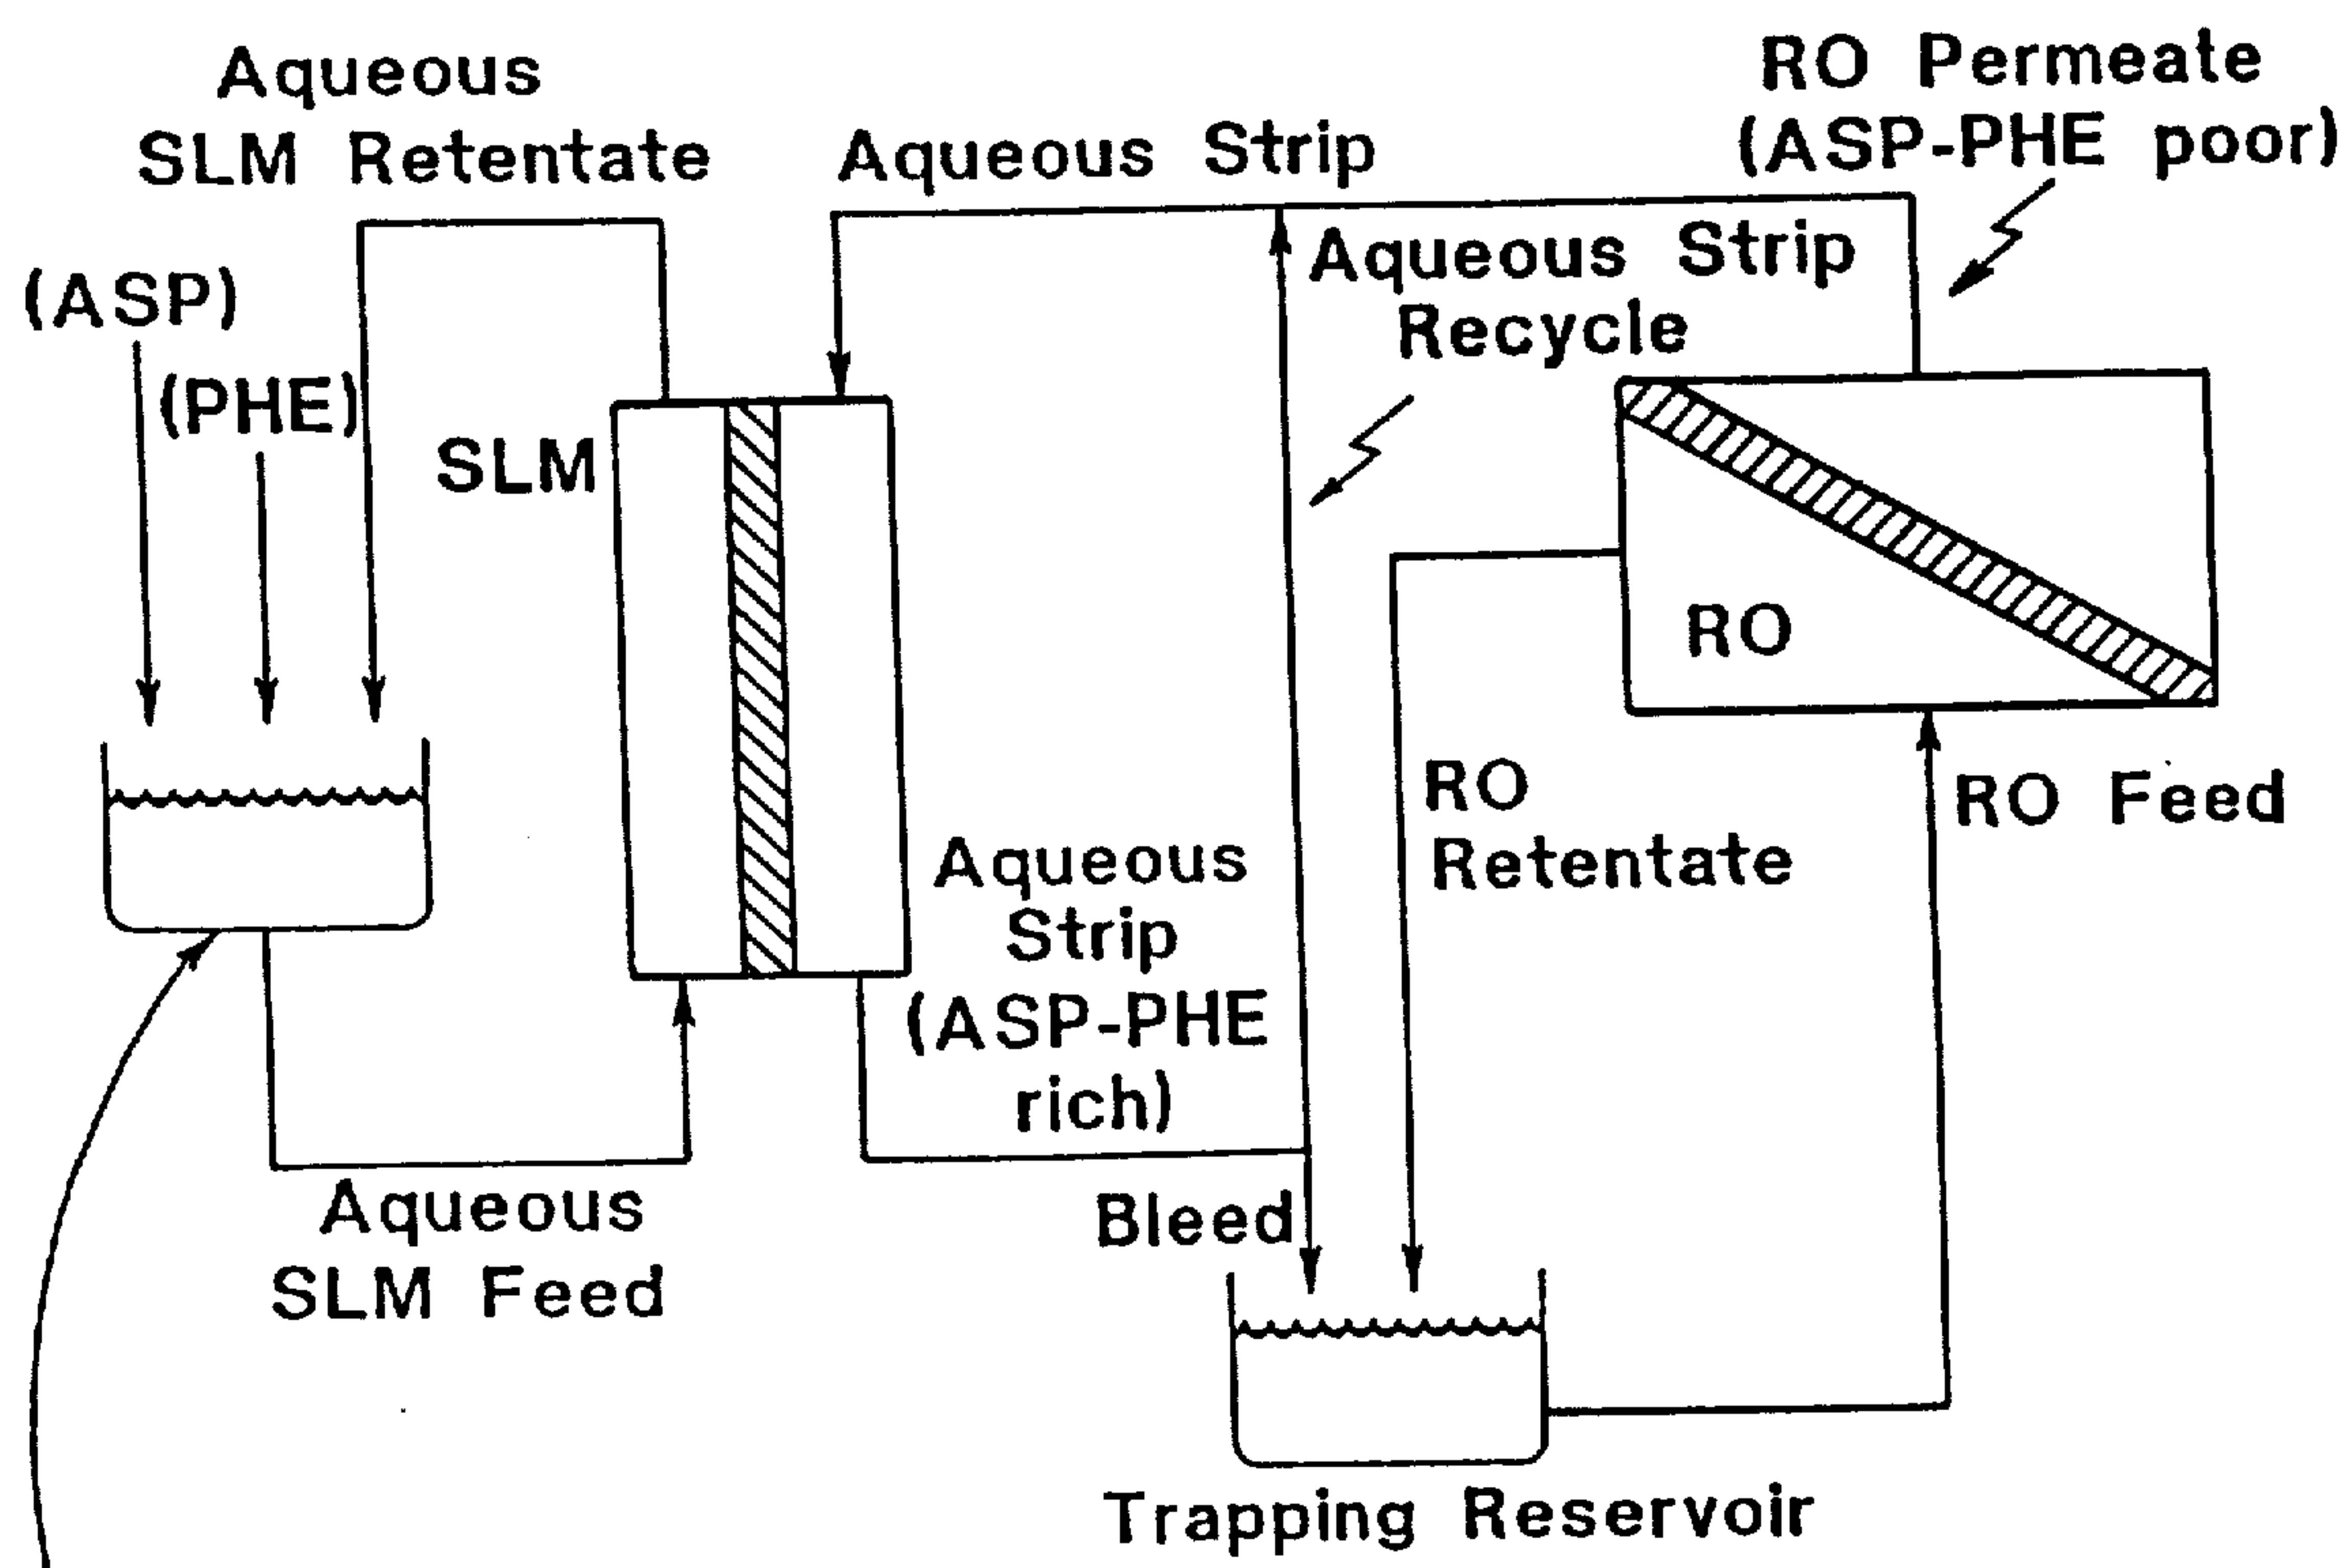 Aqueous
SLM Retentate
Aqueous Strip
RO Permeate
(ASP-PHE poor)
Aqueous Strip
Recycle
(ASP)
(PHE)
SLM
RO
RO
Retentate
RO Feed
Aqueous
Strip
(ASP-PHE
rich)
Bleed
Aqueous
SLM Feed
Trapping Reservoir